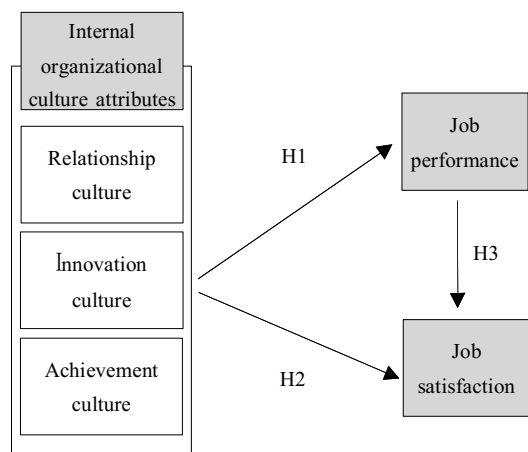 Internal
organizational
culture attributes
Relationship
culture
Innovation
culture
Achievement
culture
H1
H2
Job
performance
H3
Job
satisfaction